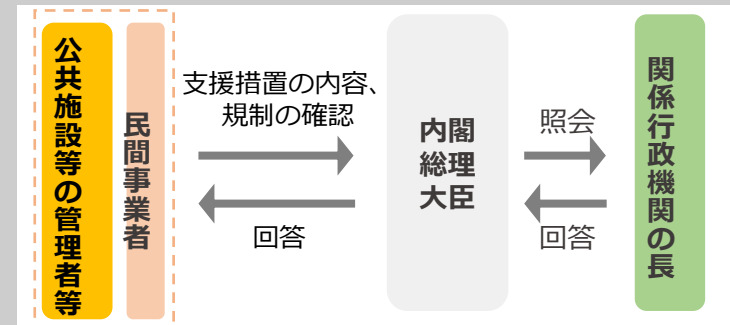 公共施設等の管理者等
民間事業者
支援措置の内容、
規制の確認
回答
内閣
総理
大臣
照会
回答
関係行政機関の長